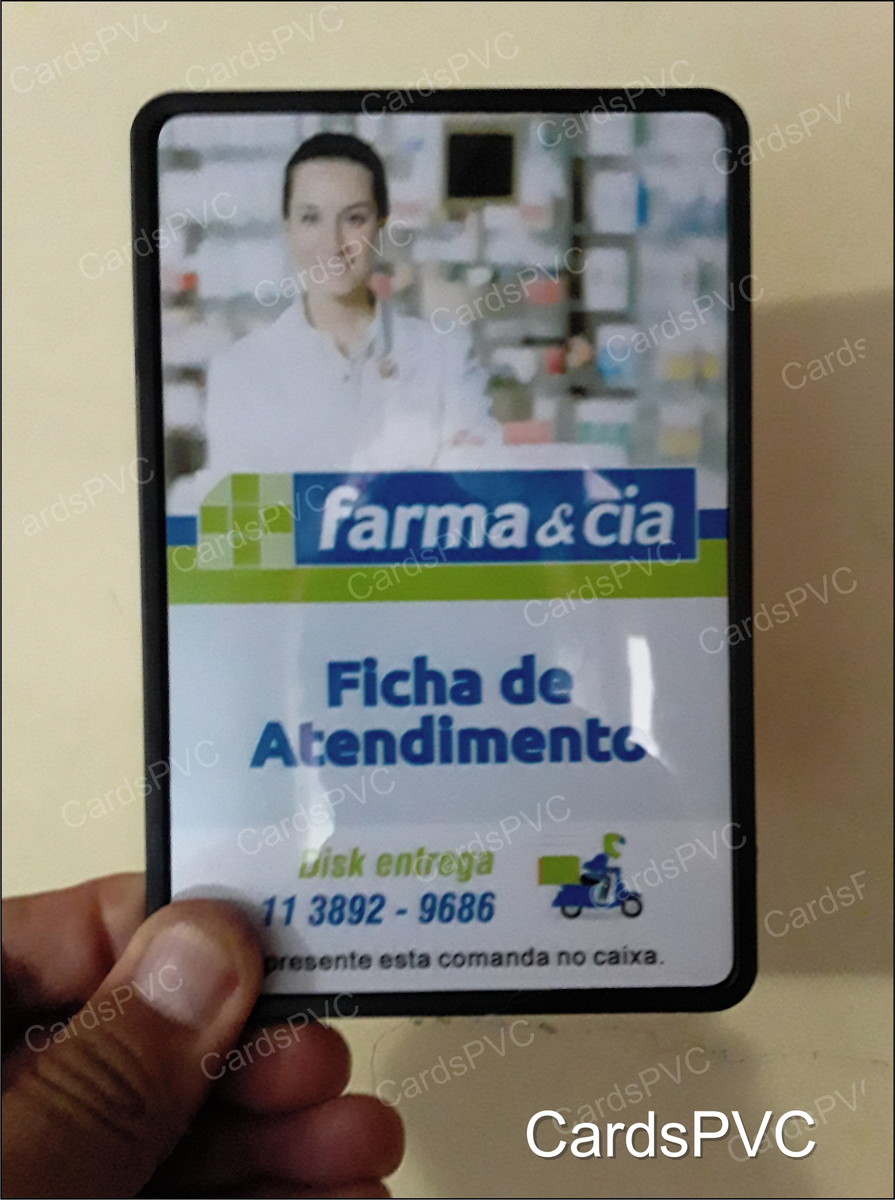 farma & cia
Ficha de
Atendimento
Disk entrega
11 3892 - 9686
presente esta comanda no caixa.
CardsPVC